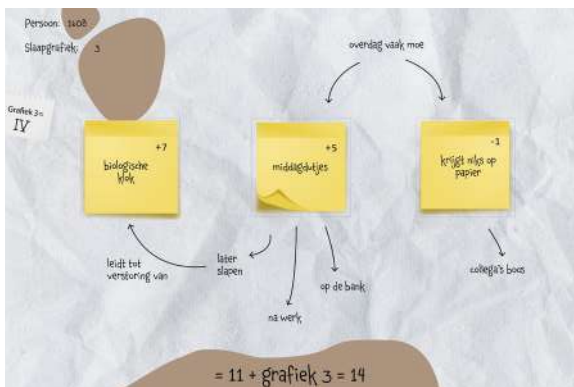 Persoon: 1608
Slaapgrafiek: 3
overdag vaak moe
Grafiek 3=
IV
+7
biologische
klok
+5
middagdutjes
-1
krijgt niks op
papier
leidt tot
verstoring van
later
slapen
op de bank
na werk
collega's boos
= 11 + grafiek 3 = 14